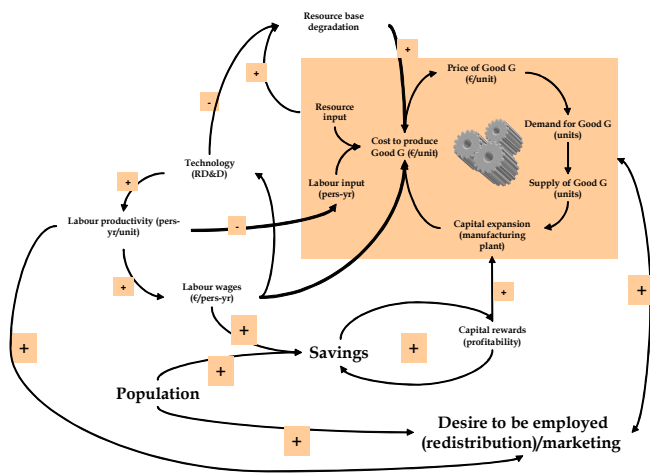 Resource base
degradation
+
+
Price of Good G
(€/unit)
-
Resource
input
Demand for Good G
(units)
Cost to produce
Good G (€/unit)
Technology
(RD&D)
+
Labour input
(pers-yr)
Supply of Good G
(units)
Labour productivity (pers-
yr/unit)
-
Capital expansion
(manufacturing
plant)
+
Labour wages
(€/pers-yr)
+
+
+
Capital rewards
(profitability)
+
Savings
+
+
+
Population
Desire to be employed
(redistribution)/marketing
+